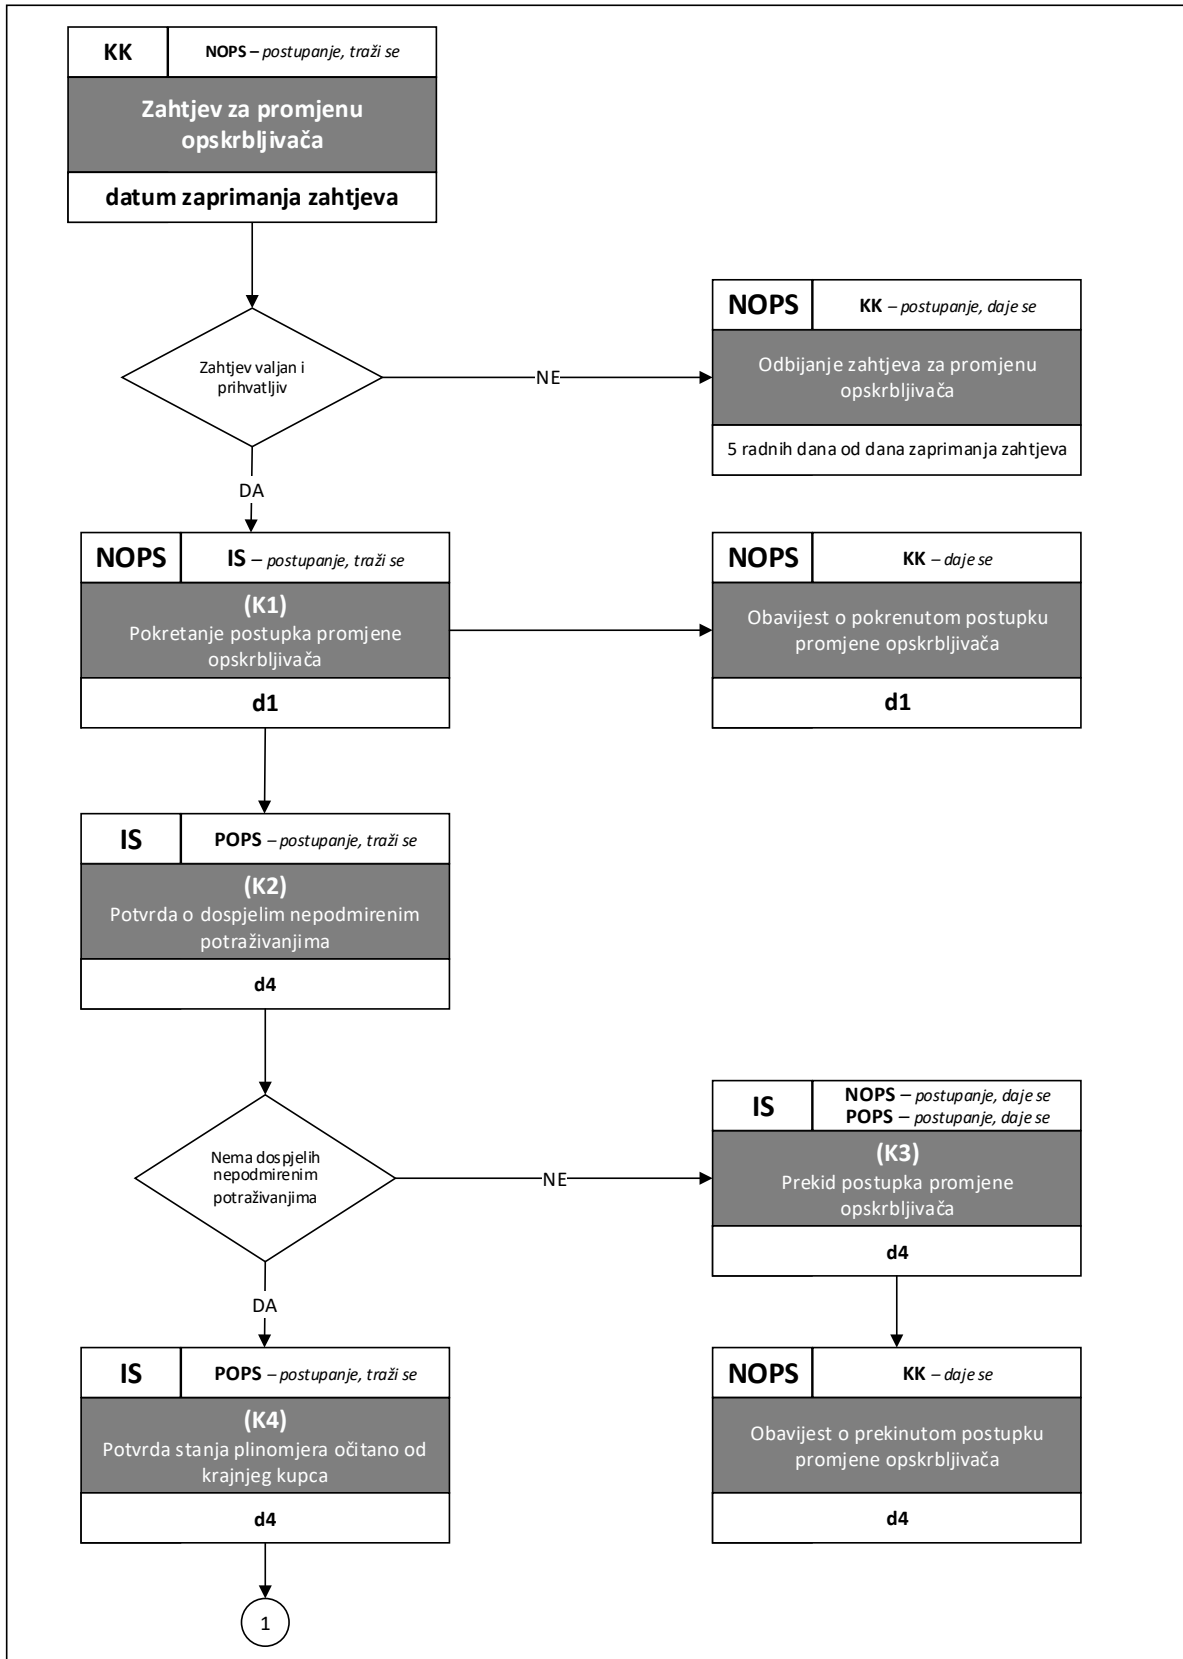 KK
NOPS – postupanje, traži se
Zahtjev za promjenu
opskrbljivača
datum zaprimanja zahtjeva
Zahtjev valjan i
prihvatljiv
NE
NOPS
KK – postupanje, daje se
Odbijanje zahtjeva za promjenu
opskrbljivača
5 radnih dana od dana zaprimanja zahtjeva
DA
NOPS
IS – postupanje, traži se
(K1)
Pokretanje postupka promjene
opskrbljivača
d1
NOPS
KK – daje se
Obavijest o pokrenutom postupku
promjene opskrbljivača
d1
IS
POPS – postupanje, traži se
(K2)
Potvrda o dospjelim nepodmirenim
potraživanjima
d4
Nema dospjelih
nepodmirenim
potraživanjima
NE
IS
NOPS – postupanje, daje se
POPS – postupanje, daje se
(K3)
Prekid postupka promjene
opskrbljivača
d4
DA
IS
POPS – postupanje, traži se
(K4)
Potvrda stanja plinomjera očitano od
krajnjeg kupca
d4
NOPS
KK – daje se
Obavijest o prekinutom postupku
promjene opskrbljivača
d4
1